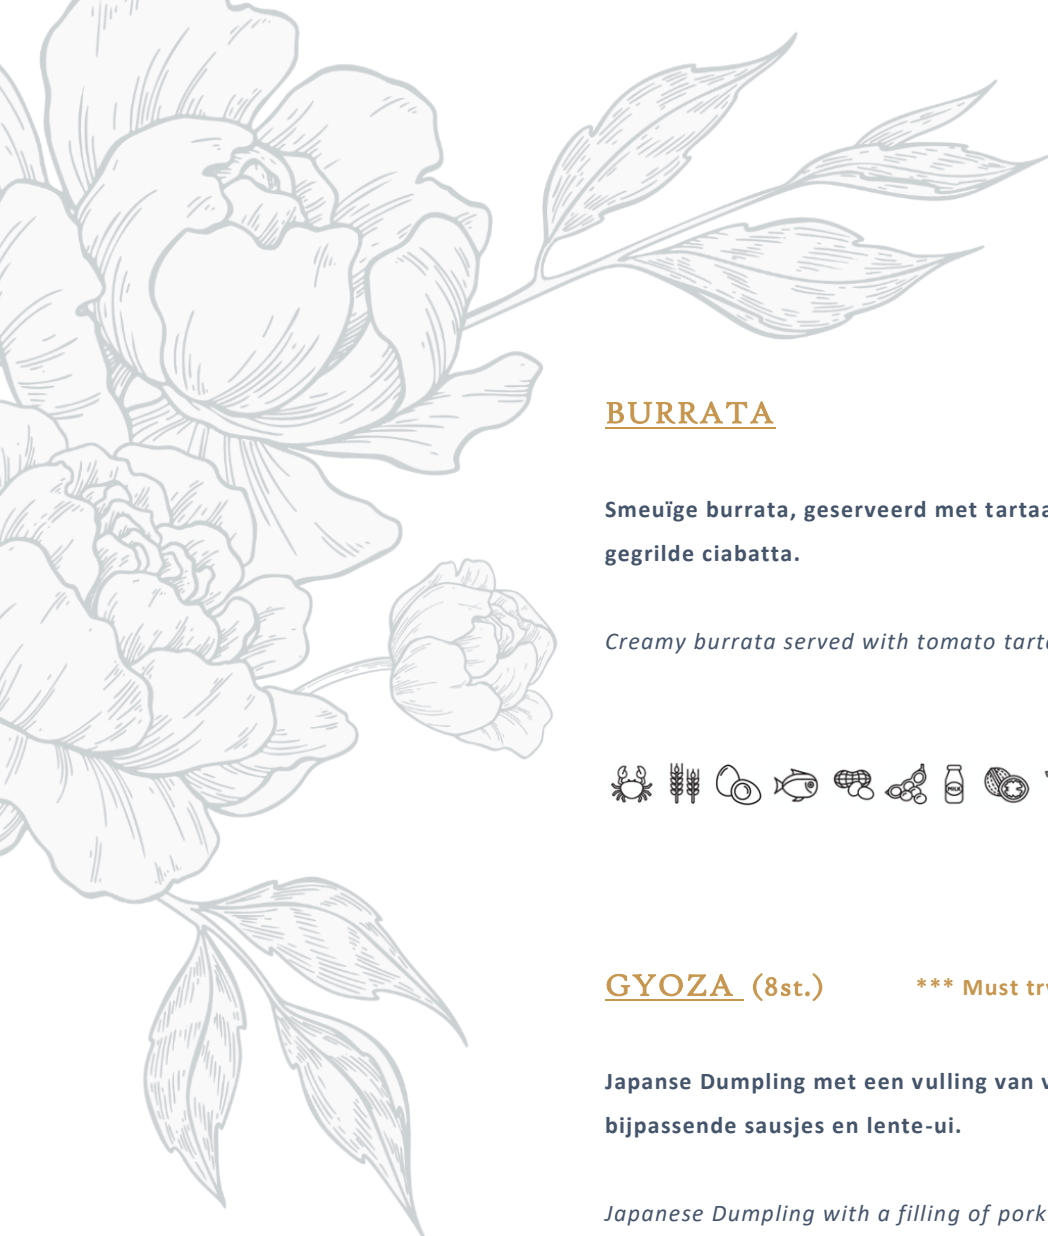 BURRATA
Smeuïge burrata, geserveerd met
gegrilde ciabatta.
Creamy burrata served with tomato
MILK
GYOZA (8st.) *** Must
Japanse Dumpling met een vulling van
bijpassende sausjes en lente-ui.
Japanese Dumpling with a filling of pork